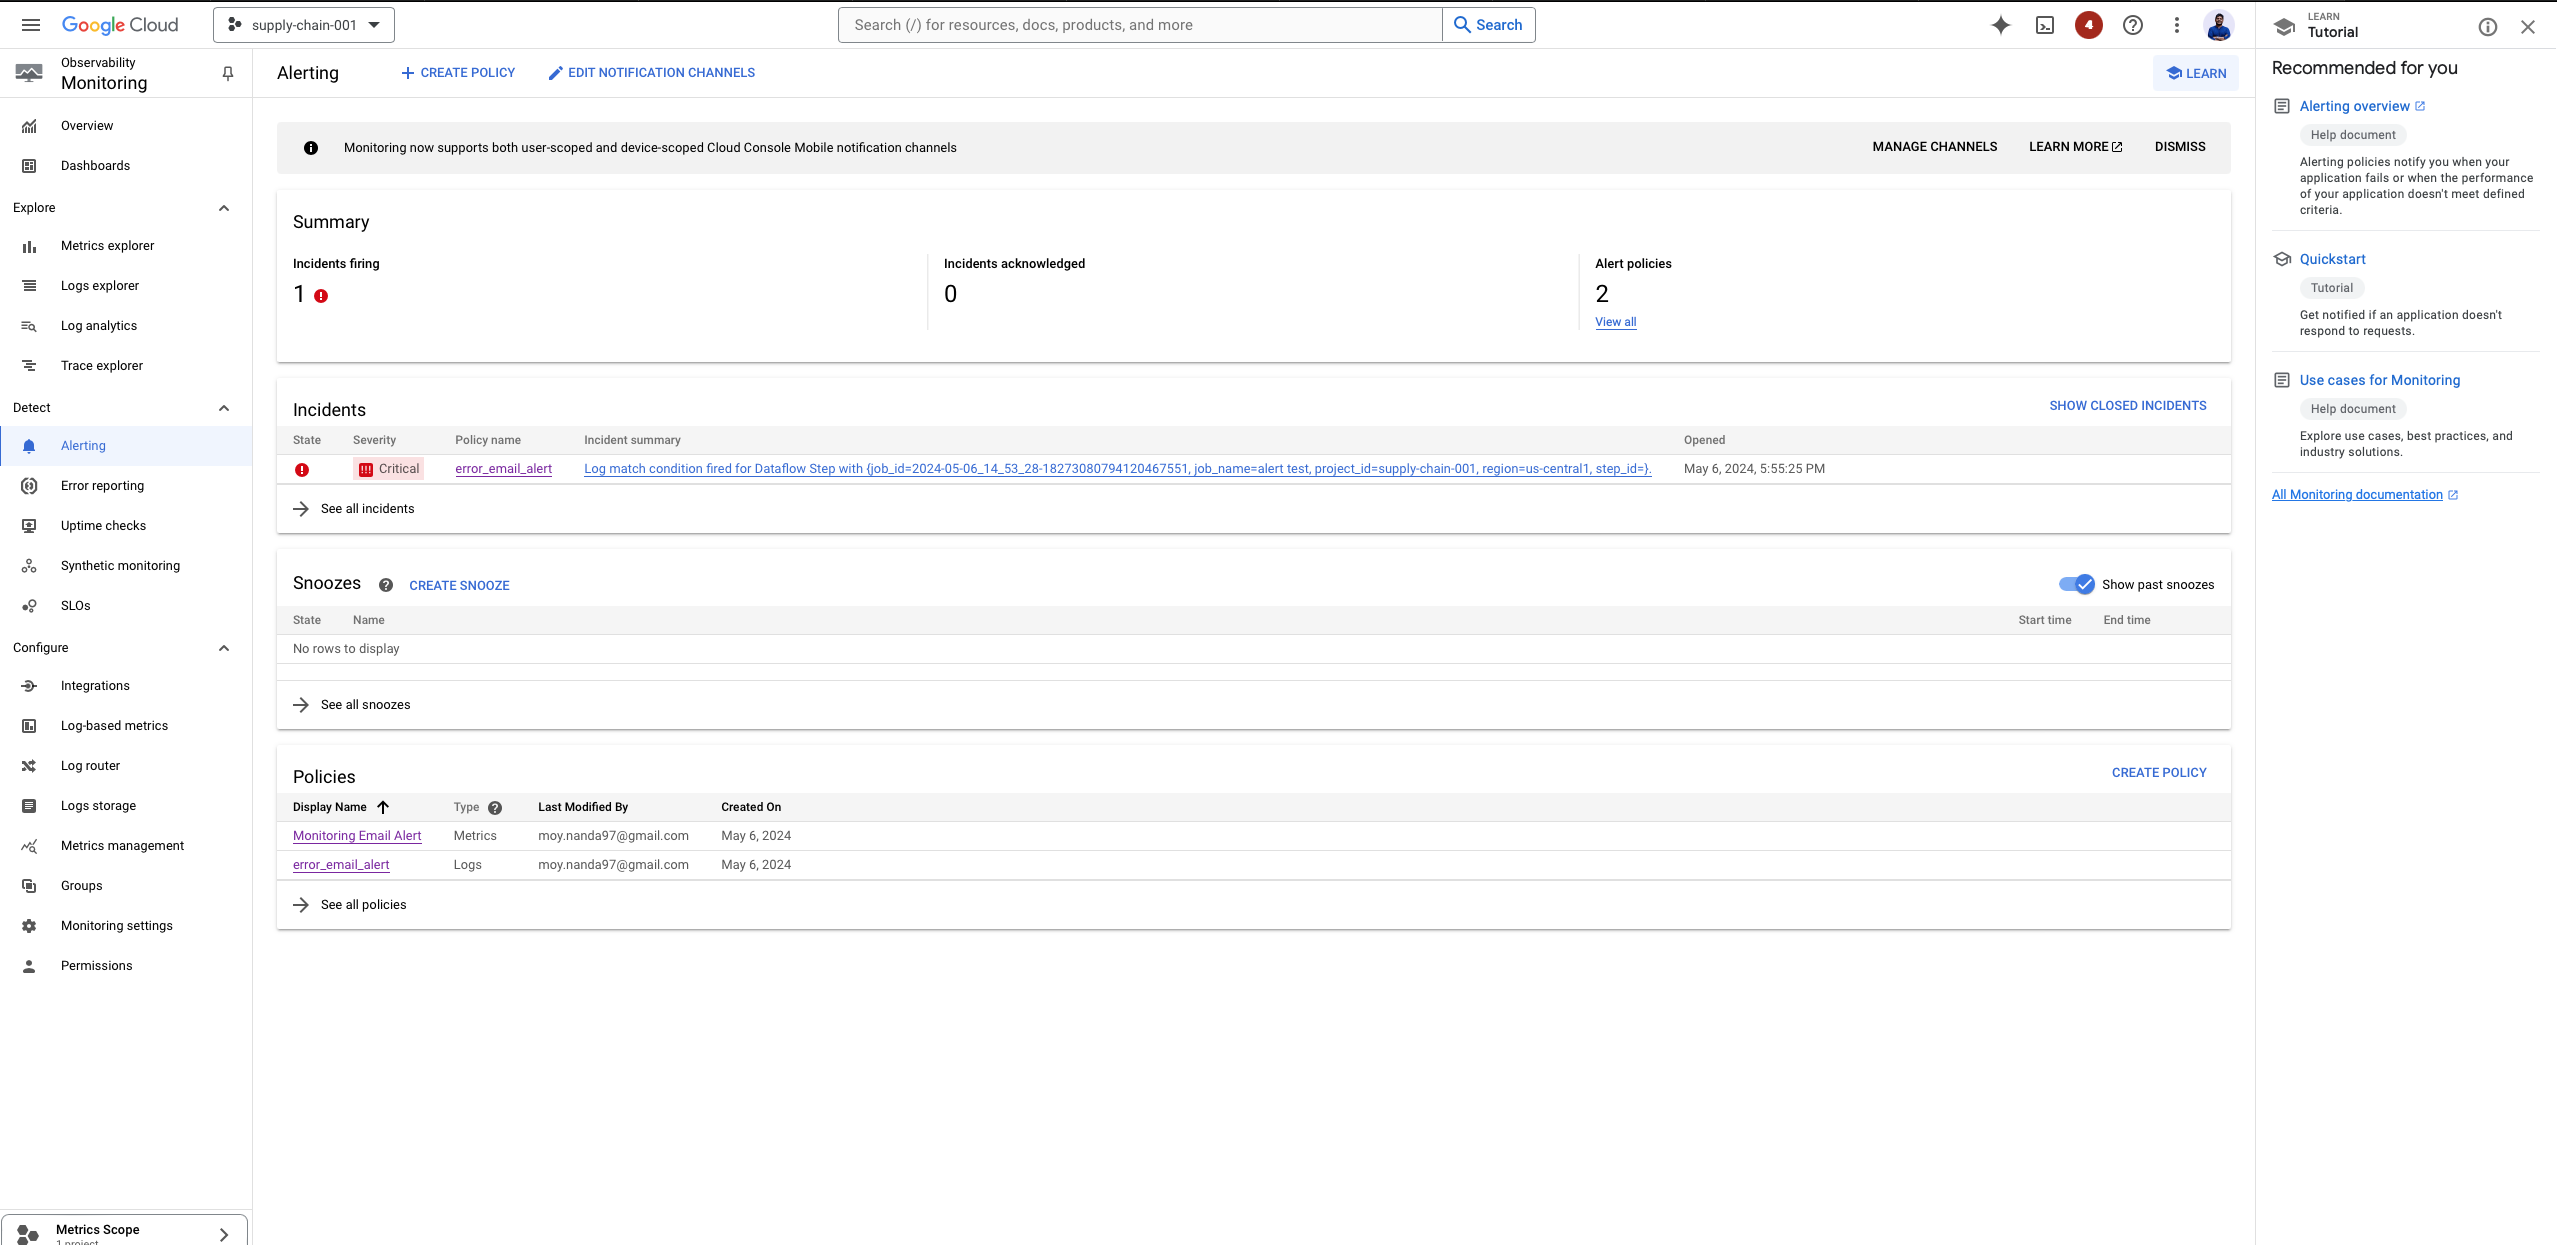 Google Cloud
supply-chain-001
Search (/) for resources, docs, products, and more
Search
4
LEARN
Tutorial
Observability
Monitoring
Alerting
CREATE POLICY
EDIT NOTIFICATION CHANNELS
LEARN
Overview
Dashboards
Explore
Metrics explorer
Logs explorer
Log analytics
Trace explorer
Detect
Alerting
Error reporting
Uptime checks
Synthetic monitoring
SLOs
Configure
Integrations
Log-based metrics
Log router
Logs storage
Metrics management
Groups
Monitoring settings
Permissions
Metrics Scope
1 project
Monitoring now supports both user-scoped and device-scoped Cloud Console Mobile notification channels
MANAGE CHANNELS
LEARN MORE
DISMISS
Summary
Incidents firing
1
Incidents acknowledged
0
Alert policies
2
View all
Incidents
SHOW CLOSED INCIDENTS
State Severity Policy name Incident summary Opened
Critical error_email_alert Log match condition fired for Dataflow Step with {job_id=2024-05-06_14_53_28-18273080794120467551, job_name=alert test, project_id=supply-chain-001, region=us-central1, step_id=}. May 6, 2024, 5:55:25 PM
See all incidents
Snoozes
CREATE SNOOZE
Show past snoozes
State Name Start time End time
No rows to display
See all snoozes
Policies
CREATE POLICY
Display Name Type Last Modified By Created On
Monitoring Email Alert Metrics moy.nanda97@gmail.com May 6, 2024
error_email_alert Logs moy.nanda97@gmail.com May 6, 2024
See all policies
Recommended for you
Alerting overview
Help document
Alerting policies notify you when your
application fails or when the performance
of your application doesn't meet defined
criteria.
Quickstart
Tutorial
Get notified if an application doesn't
respond to requests.
Use cases for Monitoring
Help document
Explore use cases, best practices, and
industry solutions.
All Monitoring documentation